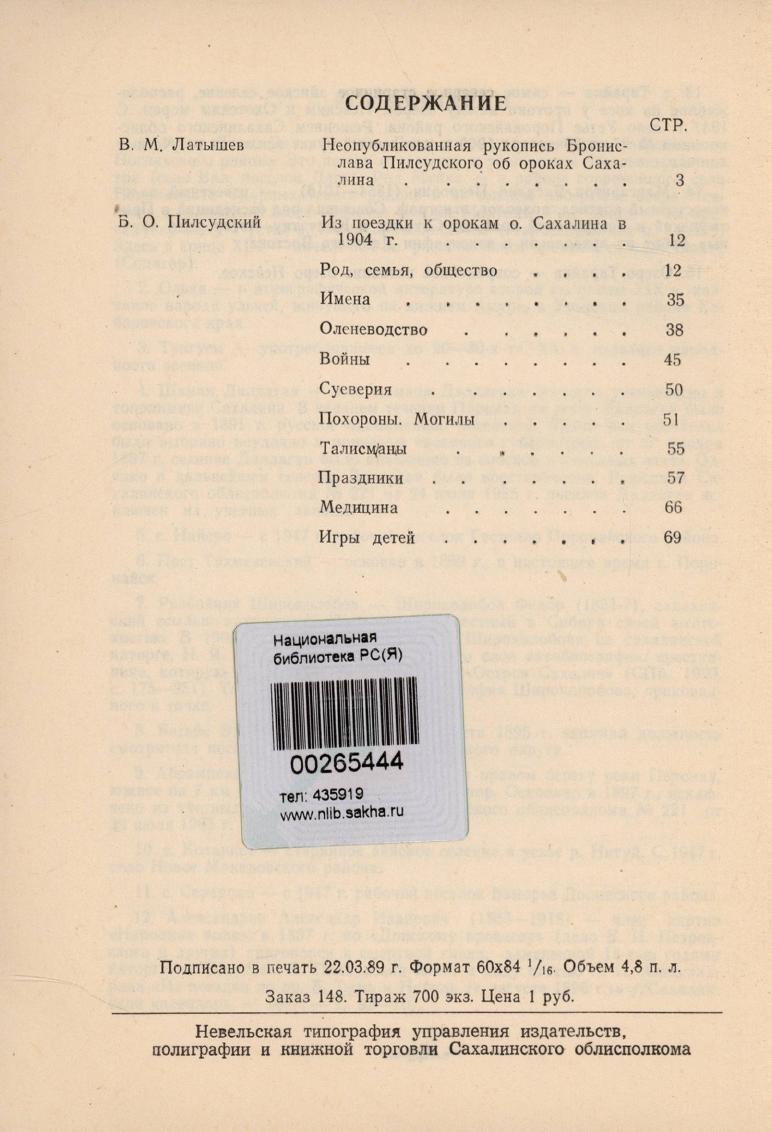 СОДЕРЖАНИЕ
СТР.
В. М. Латышев Неопубликованная рукопись Бронис-
лава Пилсудского об ороках Саха-
лина . . . . . . . 3
Б. О. Пилсудский Из поездки к орокам о. Сахалина в
1904 г. . . . . . . . 12
Род, семья, общество . . . . 12
Имена . . . . . . . . 35
Оленеводство . . . . . . 38
Войны . . . . . . . 45
Суеверия . . . . . . . 50
Похороны. Могилы . . . . . 51
Талисманы . . . . . . 55
Праздники . . . . . . . 57
Медицина . . . . . . . 66
Игры детей . . . . . . . 69
Национальная
библиотека РС(Я)
00265444
тел: 435919
www.nlib.sakha.ru
Подписано в печать 22.03.89 г. Формат 60х84 1/16. Объем 4,8 п. л.
Заказ 148. Тираж 700 экз. Цена 1 руб.
Невельская типография управления издательств,
полиграфии и книжной торговли Сахалинского облисполкома